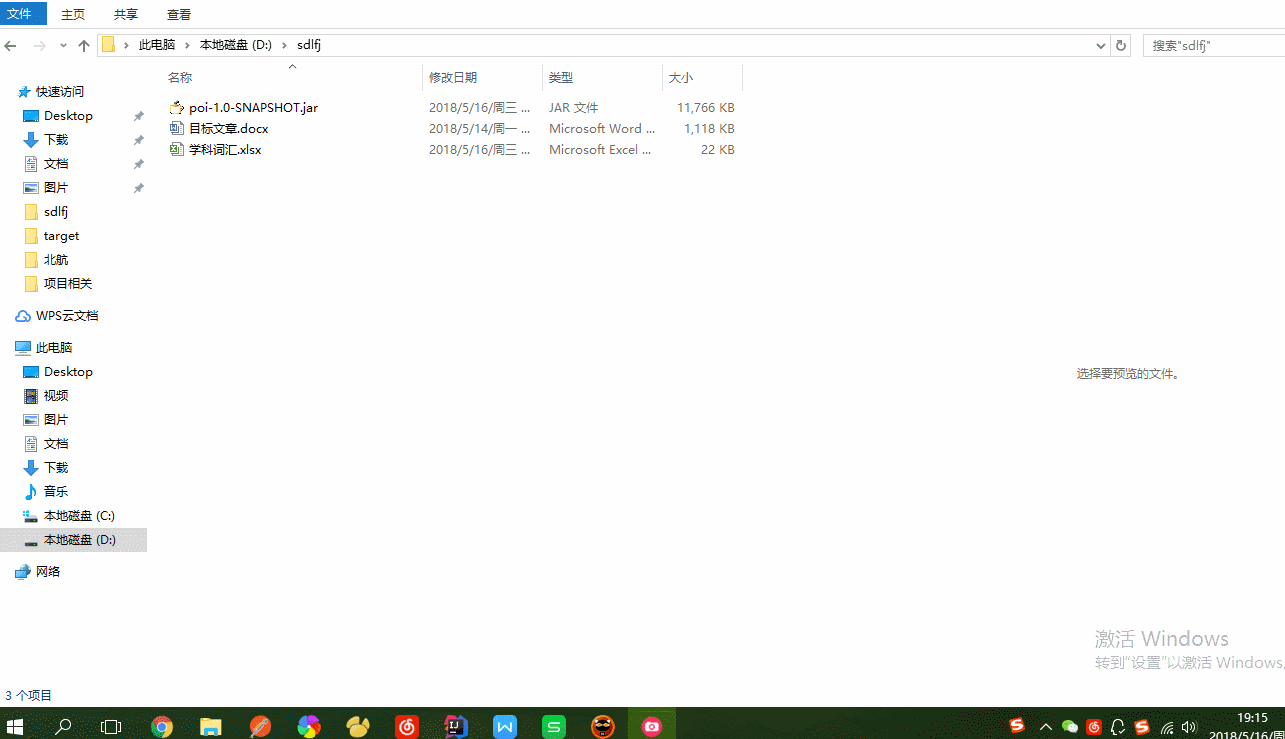 文件 主页 共享 查看
此电脑 本地磁盘 (D:) sdlfj 搜索"sdlfj"
名称 修改日期 类型 大小
快速访问
Desktop
下载
文档
图片
sdlfj
target
北航
项目相关
WPS云文档
此电脑
Desktop
视频
图片
文档
下载
音乐
本地磁盘 (C:)
本地磁盘 (D:)
网络
poi-1.0-SNAPSHOT.jar 2018/5/16/周三 ... JAR 文件 11,766 KB
目标文章.docx 2018/5/14/周一 ... Microsoft Word ... 1,118 KB
学科词汇.xlsx 2018/5/16/周三 ... Microsoft Excel ... 22 KB
选择要预览的文件。
激活 Windows
转到"设置"以激活 Windows。
3 个项目
19:15
2018/5/16/周